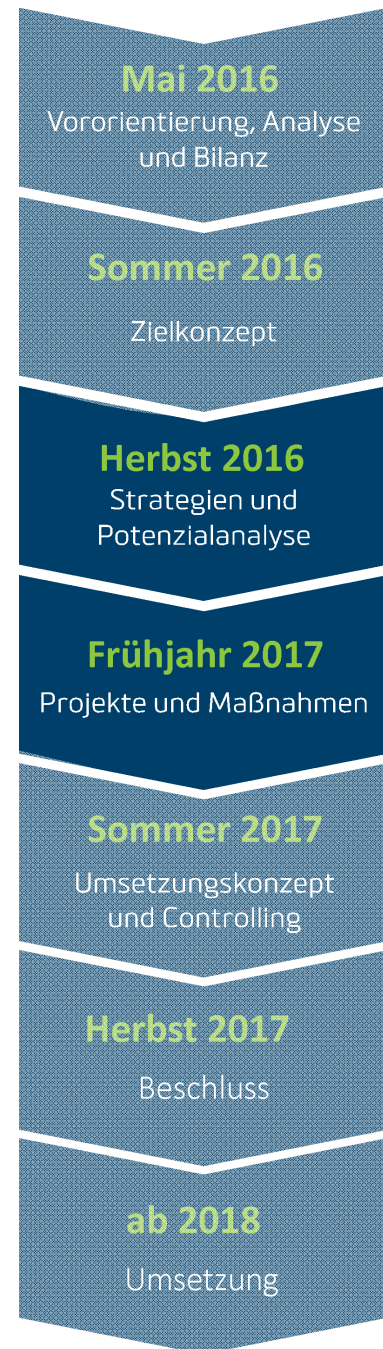 Mai 2016
Vororientierung, Analyse
und Bilanz
Sommer 2016
Zielkonzept
Herbst 2016
Strategien und
Potenzialanalyse
Frühjahr 2017
Projekte und Maßnahmen
Sommer 2017
Umsetzungskonzept
und Controlling
Herbst 2017
Beschluss
ab 2018
Umsetzung